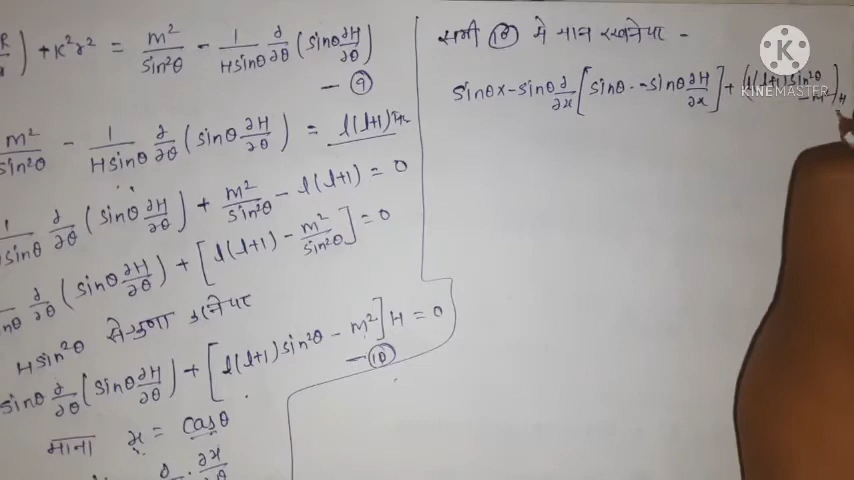 ) + K²r² = m²/sin²θ - 1/(H sinθ) ∂/∂θ (sinθ ∂H/∂θ)
- ⑨
m²/sin²θ - 1/(H sinθ) ∂/∂θ (sinθ ∂H/∂θ) = l(l+1)
∂/∂θ (sinθ ∂H/∂θ) + m²/sin²θ - l(l+1) = 0
∂/∂θ (sinθ ∂H/∂θ) + [l(l+1) - m²/sin²θ] = 0
H sin²θ से गुणा करनेपर
sinθ ∂/∂θ (sinθ ∂H/∂θ) + [l(l+1) sin²θ - m²] H = 0
- ⑩
माना x = cosθ
∂x/∂θ
समी ⑩ मे मान रखनेपर -
sinθ x - sinθ ∂/∂x [sinθ · - sinθ ∂H/∂x] + (l(l+1) sin²θ - m²) H
KINEMASTER